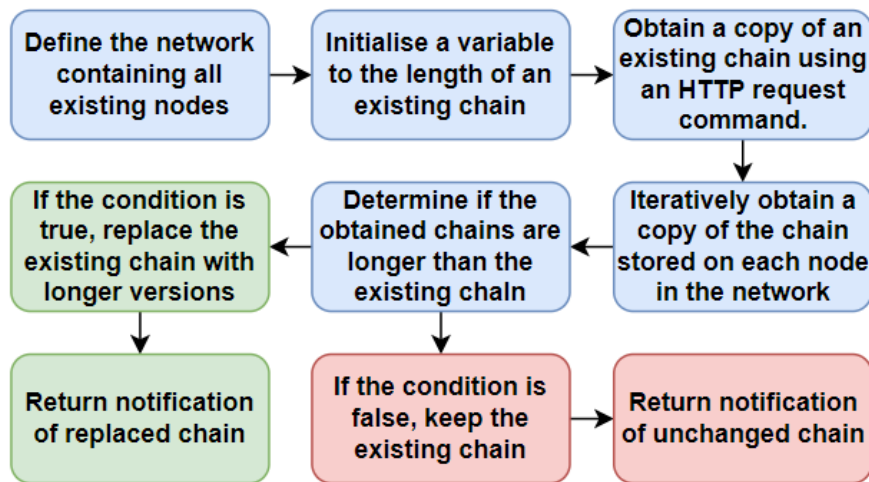 Define the network
containing all
existing nodes
Initialise a variable
to the length of an
existing chain
Obtain a copy of an
existing chain using
an HTTP request
command.
Iteratively obtain a
copy of the chain
stored on each node
in the network
Determine if the
obtained chains are
longer than the
existing chain
If the condition is
true, replace the
existing chain with
longer versions
Return notification
of replaced chain
If the condition is
false, keep the
existing chain
Return notification
of unchanged chain